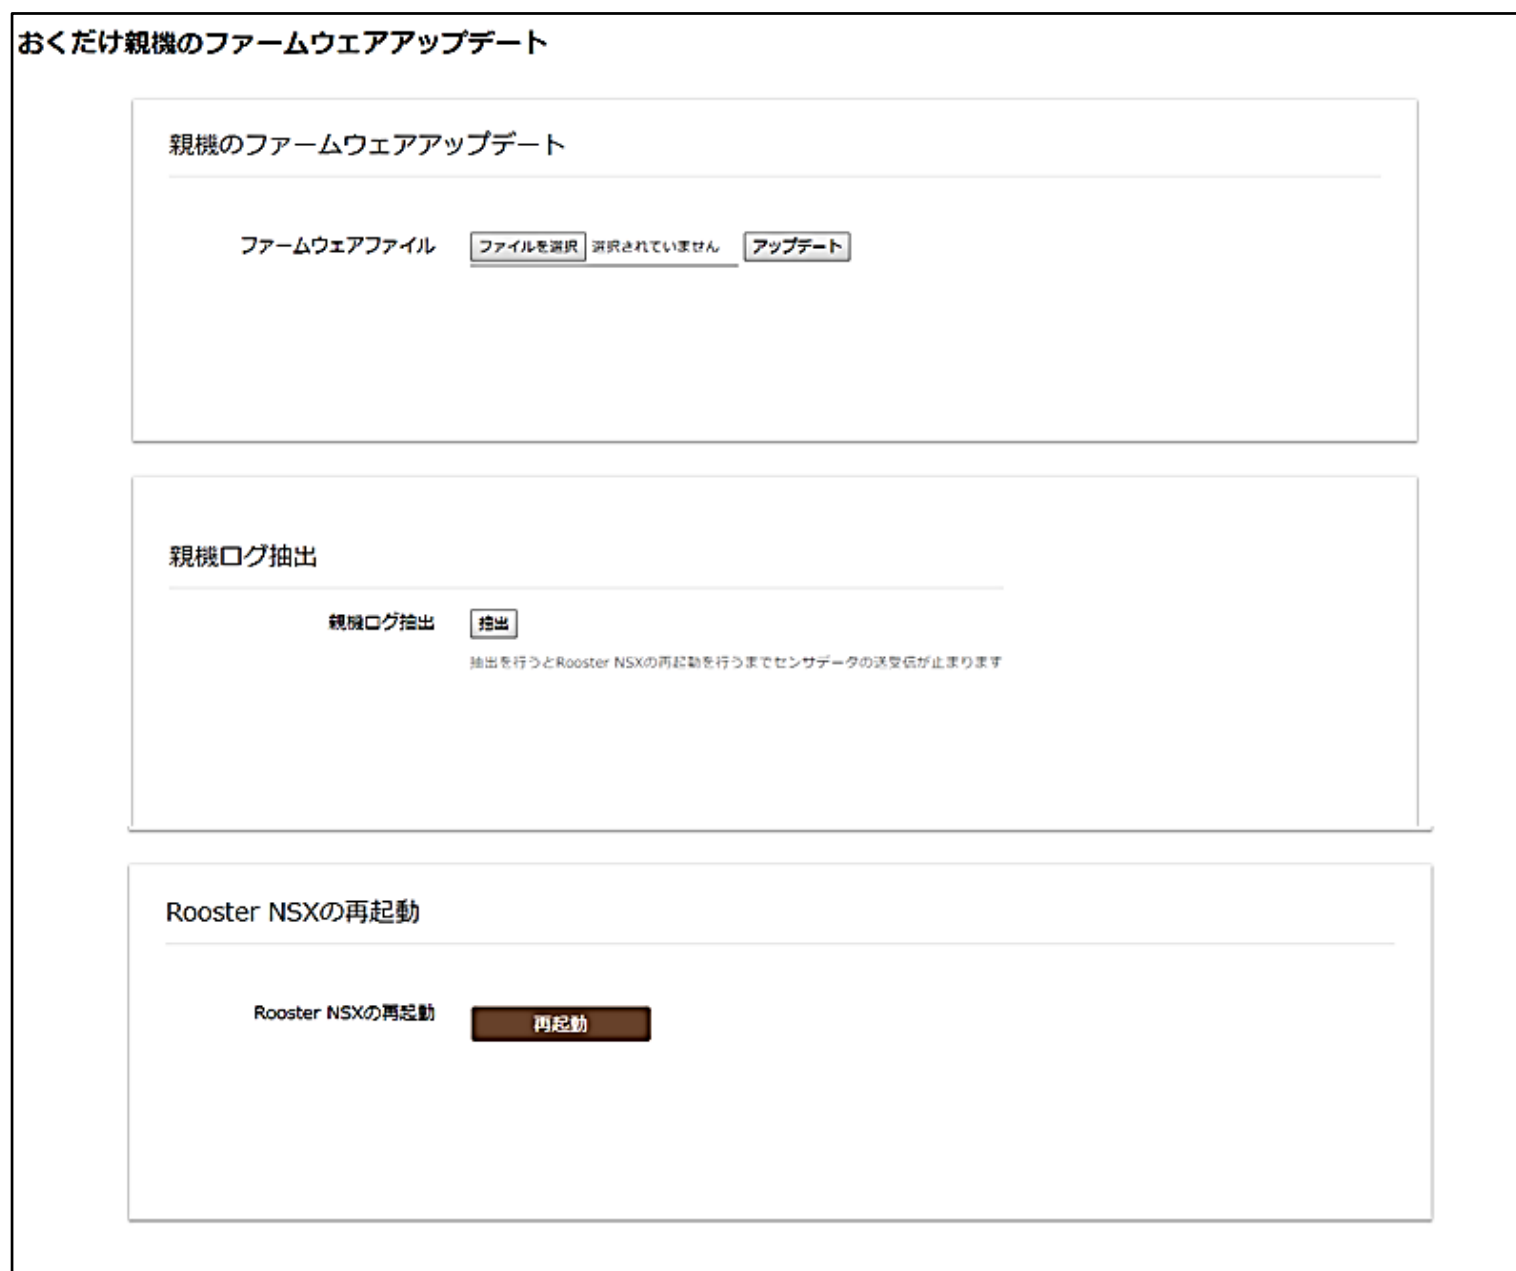 おくだけ親機のファームウェアアップデート
親機のファームウェアアップデート
ファームウェアファイル ファイルを選択 選択されていません アップデート
親機ログ抽出
親機ログ抽出 抽出
抽出を行うとRooster NSXの再起動を行うまでセンサデータの送受信が止まります
Rooster NSXの再起動
Rooster NSXの再起動 再起動